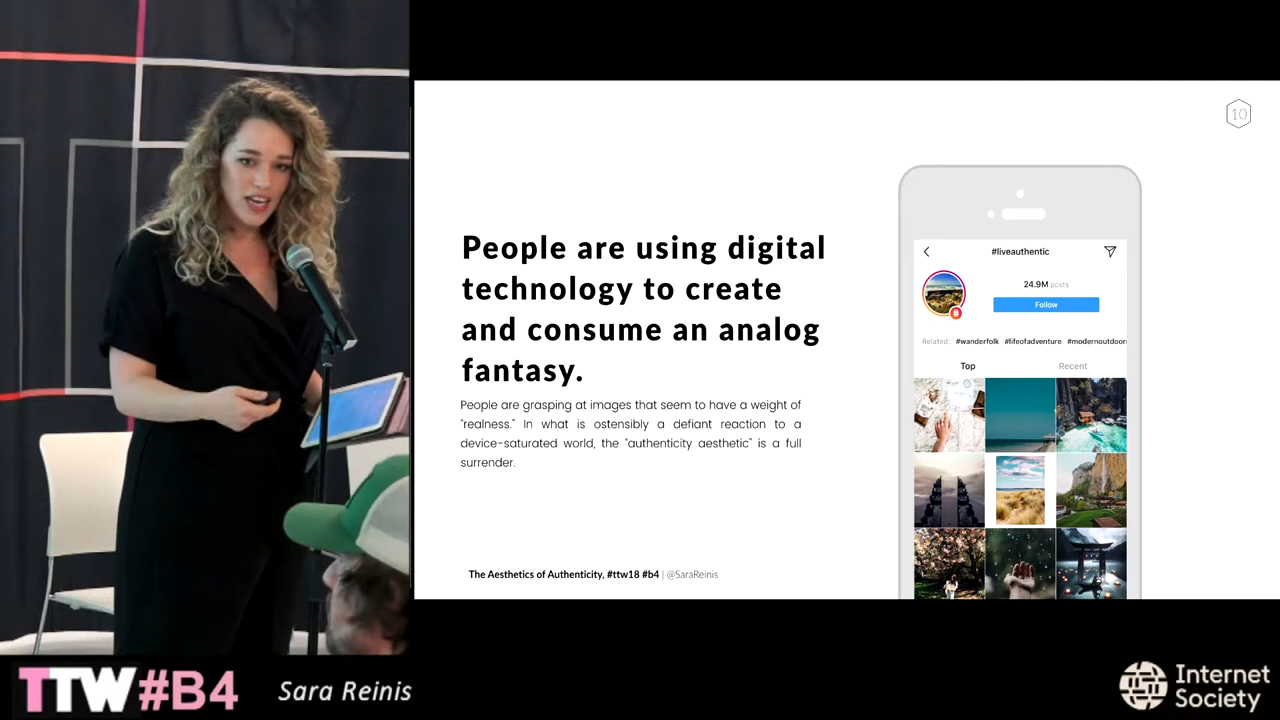 10
People are using digital
technology to create
and consume an analog
fantasy.
People are grasping at images that seem to have a weight of
"realness." In what is ostensibly a defiant reaction to a
device-saturated world, the "authenticity aesthetic" is a full
surrender.
The Aesthetics of Authenticity, #ttw18 #b4 | @SaraReinis
#liveauthentic
24.9M posts
Follow
#
Related: #wanderfolk #lifeofadventure #modernoutdoor
Top Recent
TTW#B4
Sara Reinis
Internet
Society